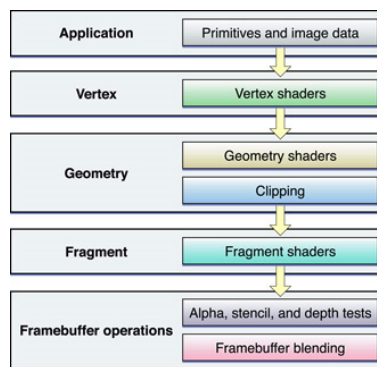 Application
Primitives and image data
Vertex
Vertex shaders
Geometry
Geometry shaders
Clipping
Fragment
Fragment shaders
Framebuffer operations
Alpha, stencil, and depth tests
Framebuffer blending